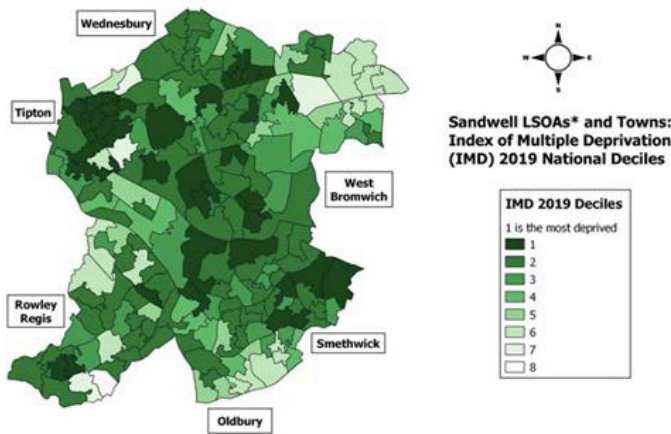 Wednesbury
Tipton
West
Bromwich
Rowley
Regis
Smethwick
Oldbury
N
W
E
S
Sandwell LSOAs* and Towns:
Index of Multiple Deprivation
(IMD) 2019 National Deciles
IMD 2019 Deciles
1 is the most deprived
1
2
3
4
5
6
7
8